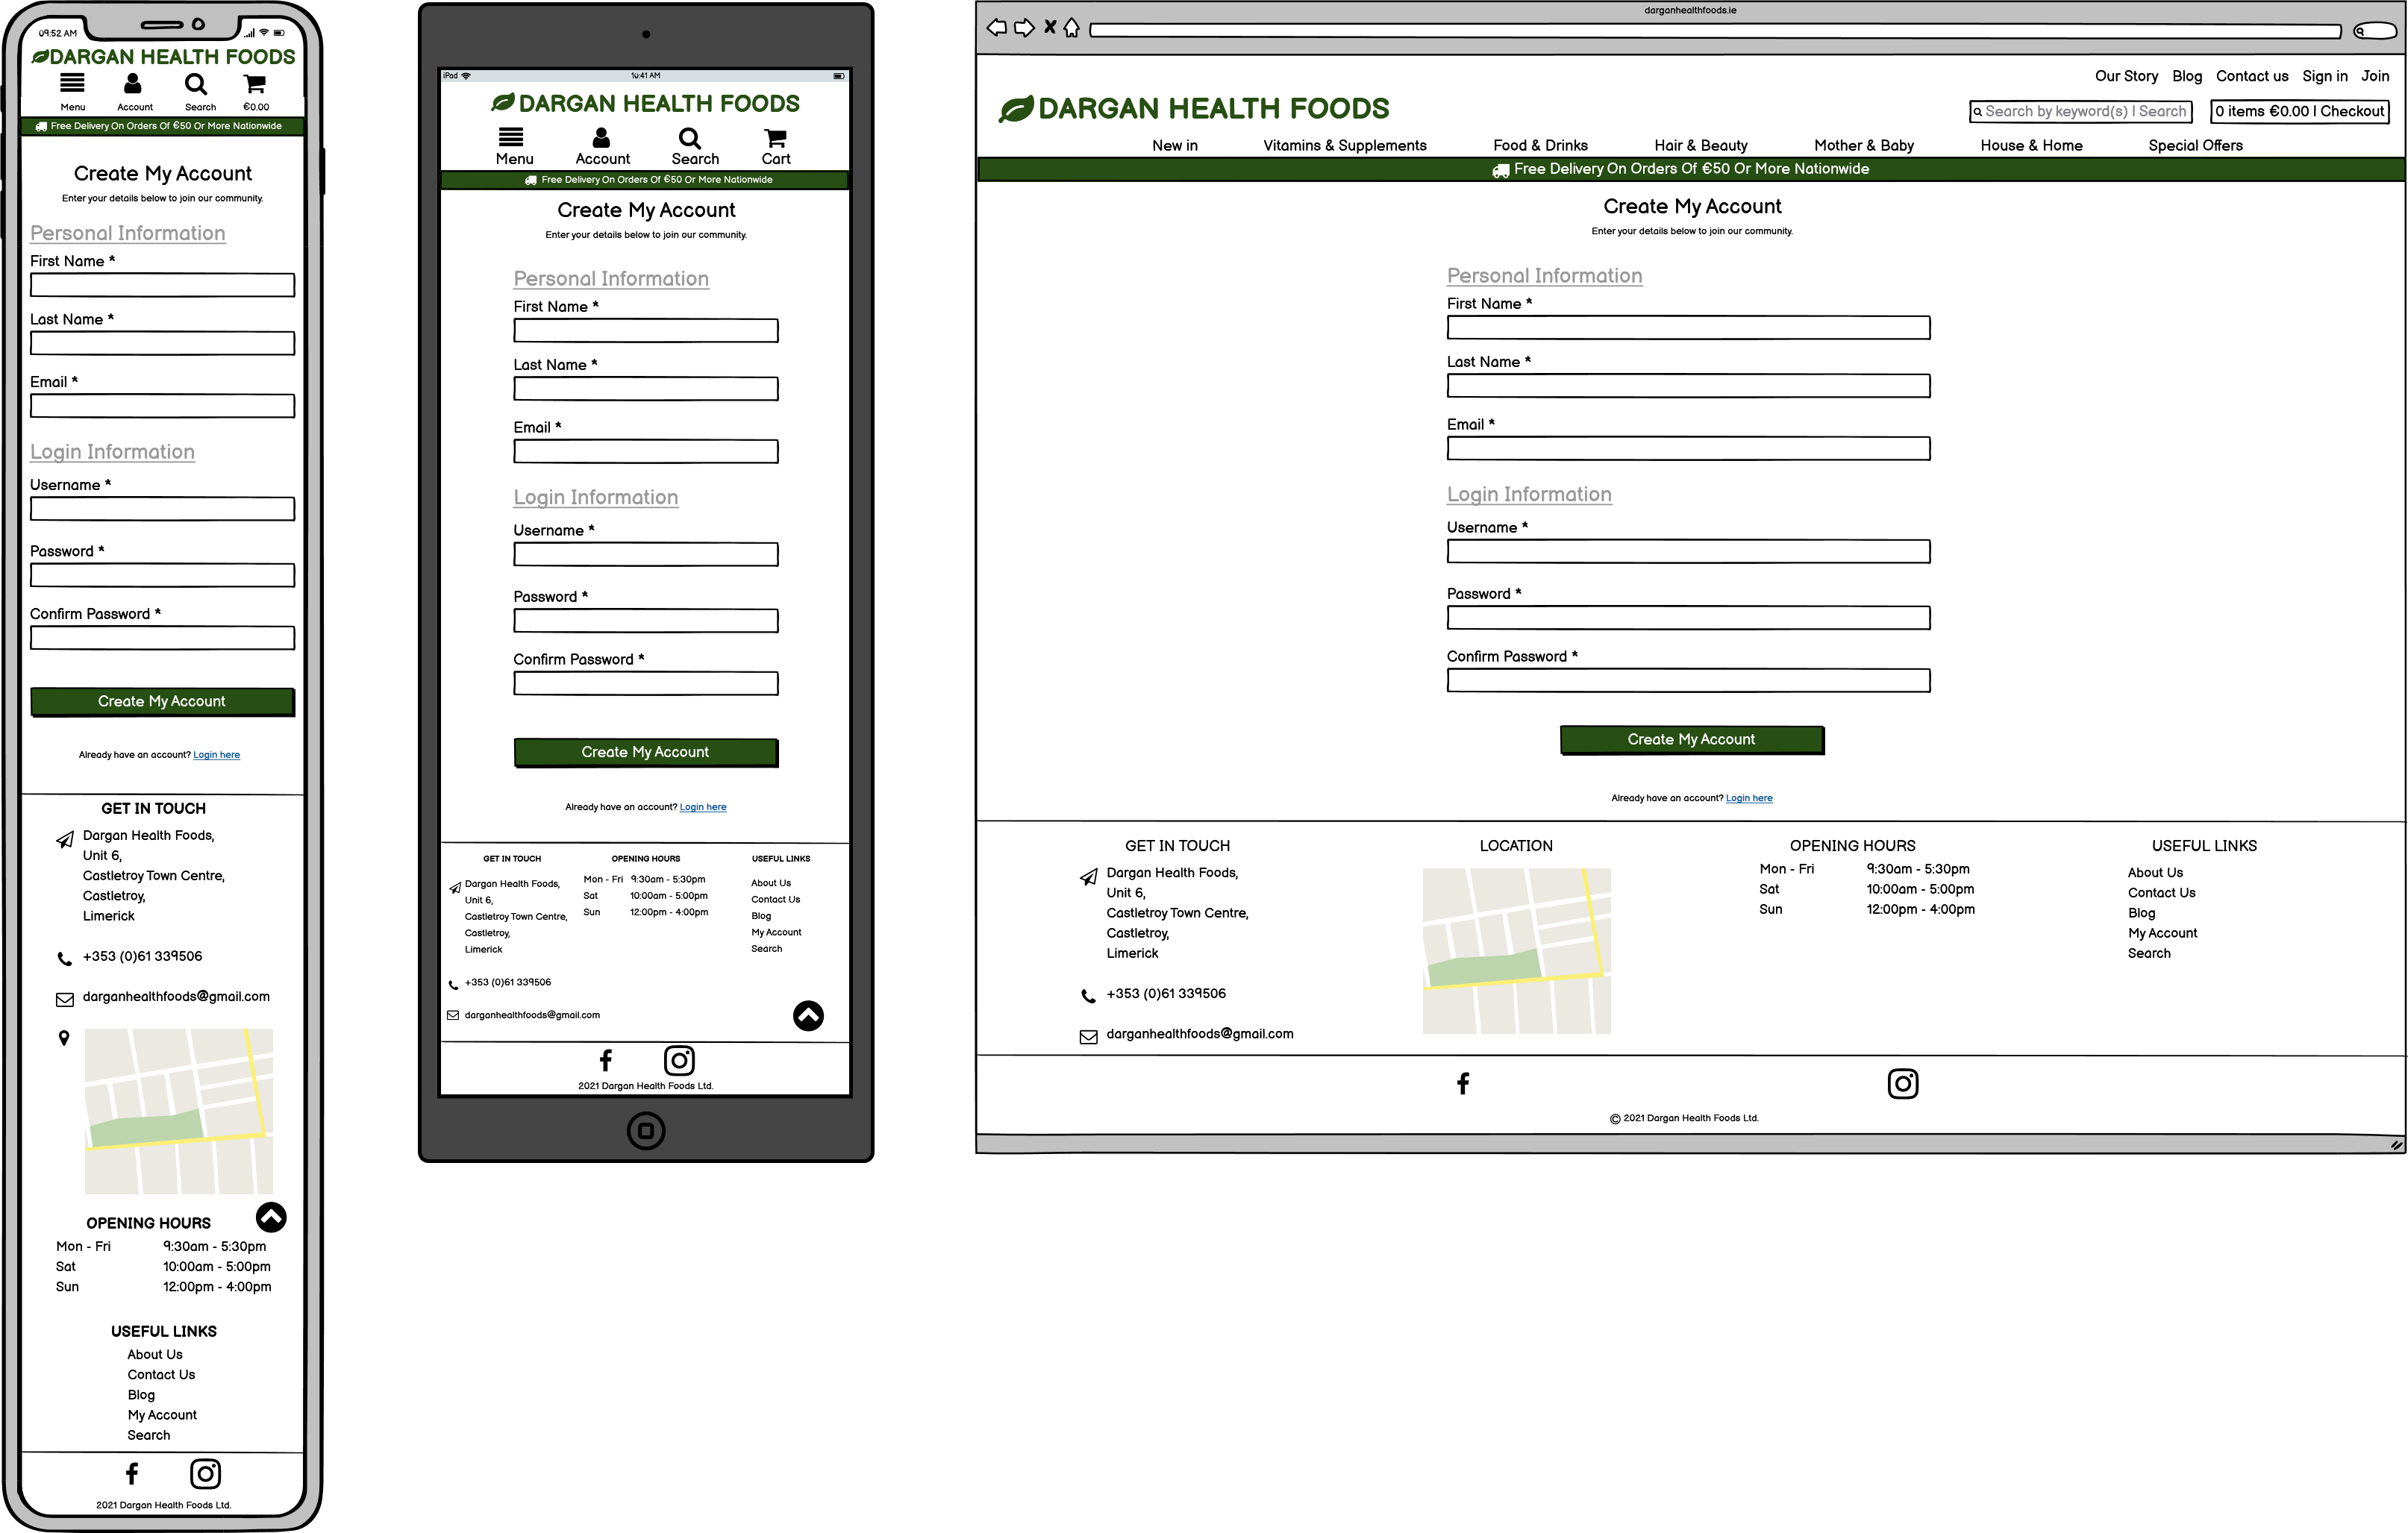 09:52 AM
DARGAN HEALTH FOODS
Menu Account Search €0.00
Free Delivery On Orders Of €50 Or More Nationwide
Create My Account
Enter your details below to join our community.
Personal Information
First Name *
Last Name *
Email *
Login Information
Username *
Password *
Confirm Password *
Create My Account
Already have an account? Login here
GET IN TOUCH
Dargan Health Foods,
Unit 6,
Castletroy Town Centre,
Castletroy,
Limerick
+353 (0)61 339506
darganhealthfoods@gmail.com
OPENING HOURS
Mon - Fri 9:30am - 5:30pm
Sat 10:00am - 5:00pm
Sun 12:00pm - 4:00pm
USEFUL LINKS
About Us
Contact Us
Blog
My Account
Search
2021 Dargan Health Foods Ltd.
iPad 10:41 AM
DARGAN HEALTH FOODS
Menu Account Search Cart
Free Delivery On Orders Of €50 Or More Nationwide
Create My Account
Enter your details below to join our community.
Personal Information
First Name *
Last Name *
Email *
Login Information
Username *
Password *
Confirm Password *
Create My Account
Already have an account? Login here
GET IN TOUCH
Dargan Health Foods,
Unit 6,
Castletroy Town Centre,
Castletroy,
Limerick
+353 (0)61 339506
darganhealthfoods@gmail.com
OPENING HOURS
Mon - Fri 9:30am - 5:30pm
Sat 10:00am - 5:00pm
Sun 12:00pm - 4:00pm
USEFUL LINKS
About Us
Contact Us
Blog
My Account
Search
2021 Dargan Health Foods Ltd.
darganhealthfoods.ie
Our Story Blog Contact us Sign in Join
DARGAN HEALTH FOODS
Search by keyword(s) | Search
0 items €0.00 | Checkout
New in Vitamins & Supplements Food & Drinks Hair & Beauty Mother & Baby House & Home Special Offers
Free Delivery On Orders Of €50 Or More Nationwide
Create My Account
Enter your details below to join our community.
Personal Information
First Name *
Last Name *
Email *
Login Information
Username *
Password *
Confirm Password *
Create My Account
Already have an account? Login here
GET IN TOUCH
Dargan Health Foods,
Unit 6,
Castletroy Town Centre,
Castletroy,
Limerick
+353 (0)61 339506
darganhealthfoods@gmail.com
LOCATION
OPENING HOURS
Mon - Fri 9:30am - 5:30pm
Sat 10:00am - 5:00pm
Sun 12:00pm - 4:00pm
USEFUL LINKS
About Us
Contact Us
Blog
My Account
Search
© 2021 Dargan Health Foods Ltd.